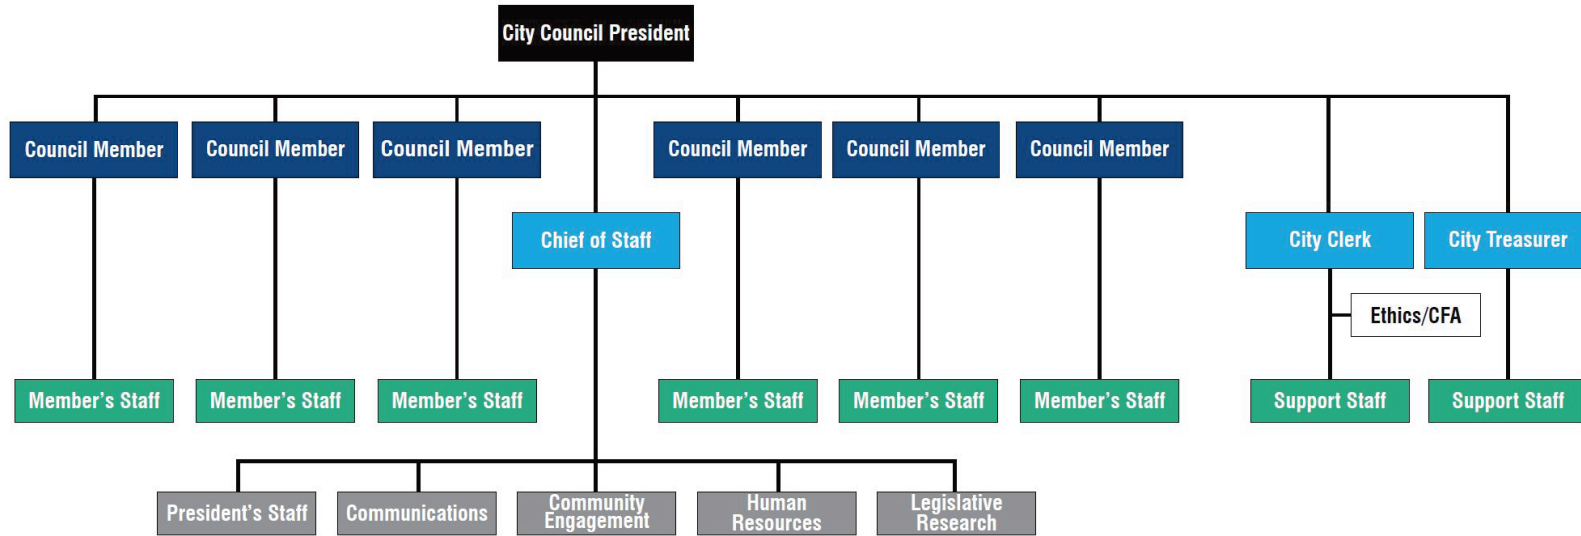 City Council President
Council Member
Council Member
Council Member
Council Member
Council Member
Council Member
Chief of Staff
City Clerk
City Treasurer
Ethics/CFA
Member's Staff
Member's Staff
Member's Staff
Member's Staff
Member's Staff
Member's Staff
Support Staff
Support Staff
President's Staff
Communications
Community
Engagement
Human
Resources
Legislative
Research